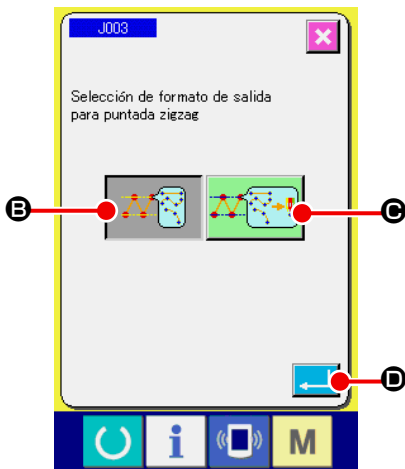 J003
Selección de formato de salida
para puntada zigzag
B
C
D
i
M